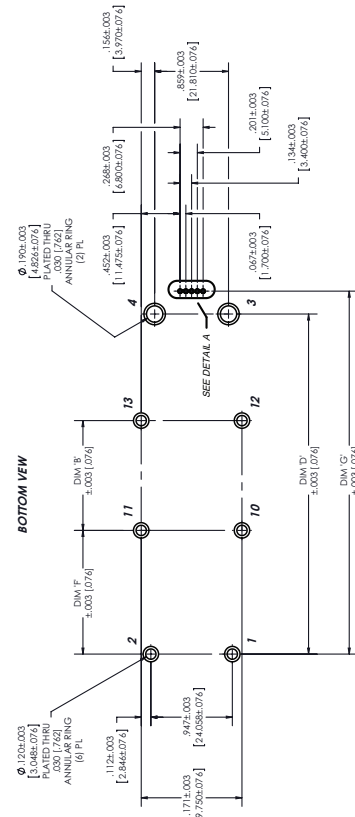 BOTTOM VIEW
Ø.120±.003
[3.048±.076]
PLATED THRU
.030 [.762]
ANNULAR RING
(6) PL
Ø.190±.003
[4.826±.076]
PLATED THRU
ANNULAR RING
.030 [.762]
(2) PL
.156±.003
[3.970±.076]
.859±.003
[21.810±.076]
.268±.003
[6.800±.076]
.201±.003
[5.100±.076]
.452±.003
[11.475±.076]
.134±.003
[3.400±.076]
.067±.003
[1.700±.076]
SEE DETAIL A
4
3
13
12
11
10
2
1
DIM 'B'
±.003 [.076]
DIM 'F'
±.003 [.076]
DIM 'D'
±.003 [.076]
DIM 'G'
±.003 [.076]
.112±.003
[2.846±.076]
.947±.003
[24.058±.076]
.171±.003
9.750±.076]